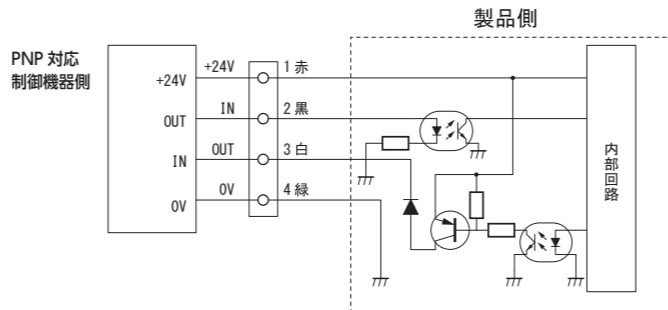 製品側
PNP 対応
制御機器側
+24V
OUT
IN
0V
+24V
IN
OUT
0V
1 赤
2 黒
3 白
4 緑
内部回路